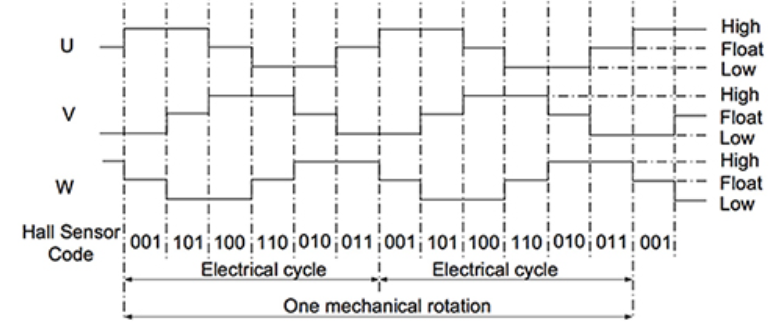 U
High
Float
Low
V
High
Float
Low
W
High
Float
Low
Hall Sensor
Code
001 101 100 110 010 011 001 101 100 110 010 011 001
Electrical cycle Electrical cycle
One mechanical rotation